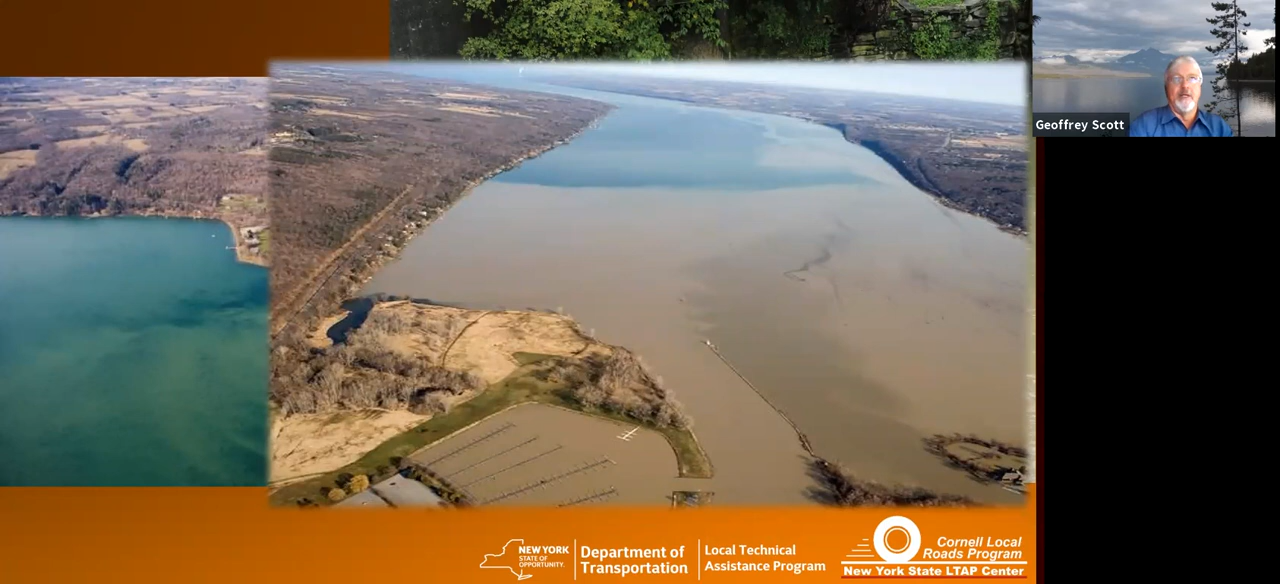 Geoffrey Scott
NEW YORK
STATE OF
OPPORTUNITY.
Department of
Transportation
Local Technical
Assistance Program
Cornell Local
Roads Program
New York State LTAP Center